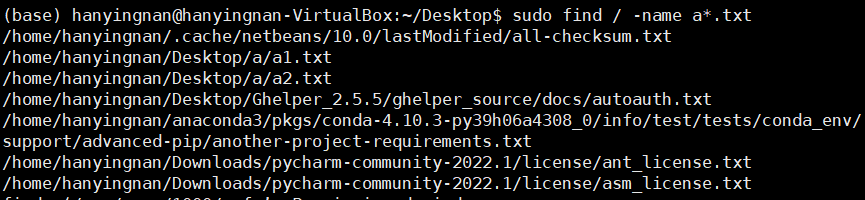 (base) hanyingnan@hanyingnan-VirtualBox:~/Desktop$ sudo find / -name a*.txt
/home/hanyingnan/.cache/netbeans/10.0/lastModified/all-checksum.txt
/home/hanyingnan/Desktop/a/a1.txt
/home/hanyingnan/Desktop/a/a2.txt
/home/hanyingnan/Desktop/Ghelper_2.5.5/ghelper_source/docs/autoauth.txt
/home/hanyingnan/anaconda3/pkgs/conda-4.10.3-py39h06a4308_0/info/test/tests/conda_env/
support/advanced-pip/another-project-requirements.txt
/home/hanyingnan/Downloads/pycharm-community-2022.1/license/ant_license.txt
/home/hanyingnan/Downloads/pycharm-community-2022.1/license/asm_license.txt